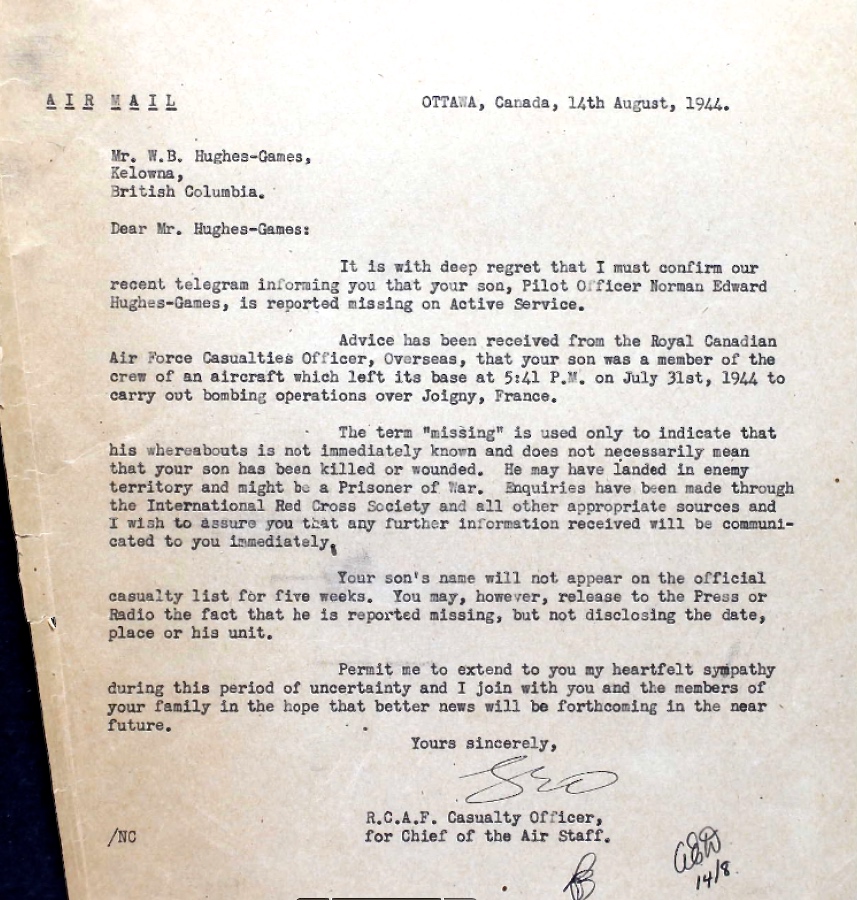 AIR MAIL
OTTAWA, Canada, 14th August, 1944.
Mr. W.B. Hughes-Games,
Kelowna,
British Columbia.
Dear Mr. Hughes-Games:
It is with deep regret that I must confirm our
recent telegram informing you that your son, Pilot Officer Norman Edward
Hughes-Games, is reported missing on Active Service.
Advice has been received from the Royal Canadian
Air Force Casualties Officer, Overseas, that your son was a member of the
crew of an aircraft which left its base at 5:41 P.M. on July 31st, 1944 to
carry out bombing operations over Joigny, France.
The term "missing" is used only to indicate that
his whereabouts is not immediately known and does not necessarily mean
that your son has been killed or wounded. He may have landed in enemy
territory and might be a Prisoner of War. Enquiries have been made through
the International Red Cross Society and all other appropriate sources and
I wish to assure you that any further information received will be communi-
cated to you immediately.
Your son's name will not appear on the official
casualty list for five weeks. You may, however, release to the Press or
Radio the fact that he is reported missing, but not disclosing the date,
place or his unit.
Permit me to extend to you my heartfelt sympathy
during this period of uncertainty and I join with you and the members of
your family in the hope that better news will be forthcoming in the near
future.
Yours sincerely,
R.C.A.F. Casualty Officer,
for Chief of the Air Staff.
/NC
14/8